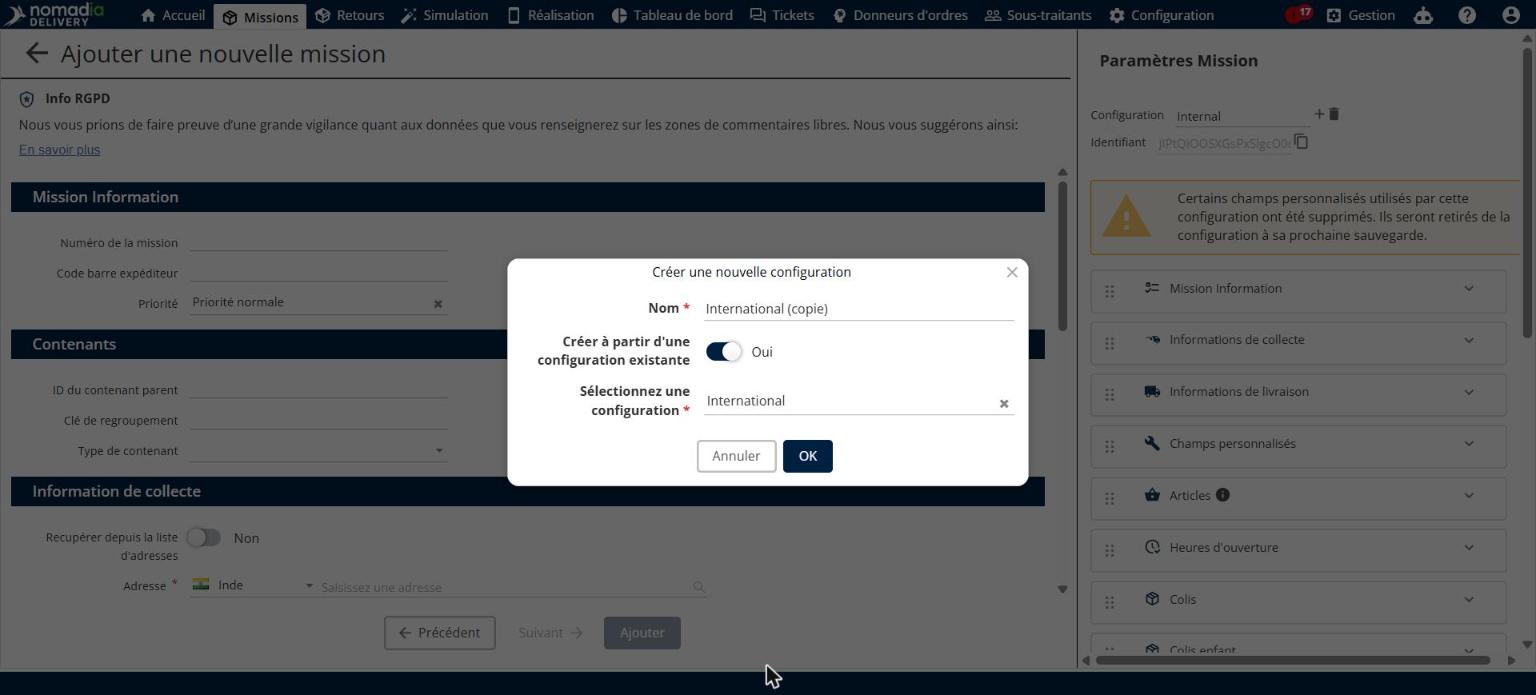 nomadia DELIVERY
Accueil Missions Retours Simulation Réalisation Tableau de bord Tickets Donneurs d'ordres Sous-traitants Configuration 17 Gestion
Ajouter une nouvelle mission
Info RGPD
Nous vous prions de faire preuve d’une grande vigilance quant aux données que vous renseignerez sur les zones de commentaires libres. Nous vous suggérons ainsi:
En savoir plus
Mission Information
Numéro de la mission
Code barre expéditeur
Priorité Priorité normale
Contenants
ID du contenant parent
Clé de regroupement
Type de contenant
Information de collecte
Recupérer depuis la liste
d'adresses
Non
Adresse * Inde Saisissez une adresse
Précédent Suivant Ajouter
Créer une nouvelle configuration
Nom * International (copie)
Créer à partir d'une
configuration existante
Oui
Sélectionnez une
configuration *
International
Annuler OK
Paramètres Mission
Configuration Internal
Identifiant
Certains champs personnalisés utilisés par cette
configuration ont été supprimés. Ils seront retirés de la
configuration à sa prochaine sauvegarde.
Mission Information
Informations de collecte
Informations de livraison
Champs personnalisés
Articles
Heures d'ouverture
Colis
Colis enfant